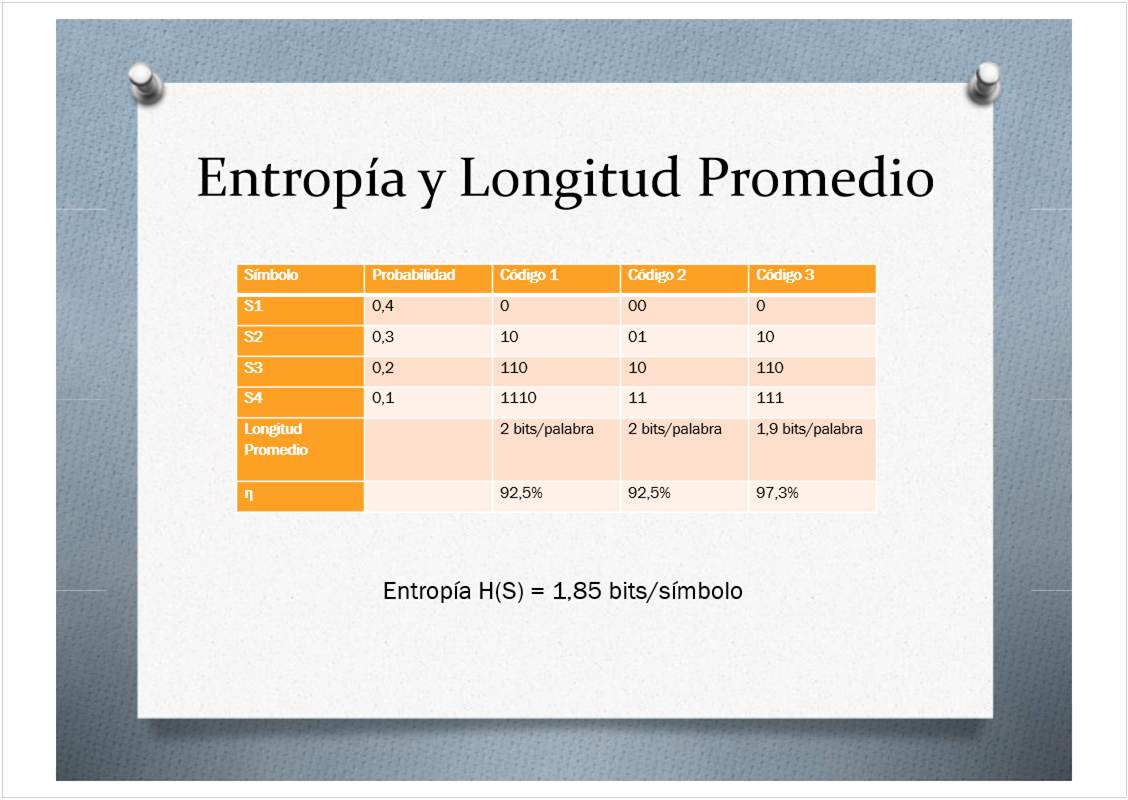 Entropía y Longitud Promedio
Símbolo Probabilidad Código 1 Código 2 Código 3
S1 0,4 0 00 0
S2 0,3 10 01 10
S3 0,2 110 10 110
S4 0,1 1110 11 111
Longitud 2 bits/palabra 2 bits/palabra 1,9 bits/palabra
Promedio
η 92,5% 92,5% 97,3%
Entropía H(S) = 1,85 bits/símbolo